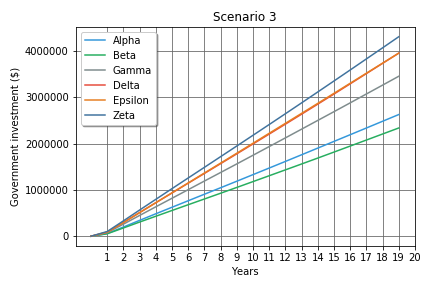 Scenario 3
Government investment ($)
4000000
3000000
2000000
1000000
0
Alpha
Beta
Gamma
Delta
Epsilon
Zeta
1 2 3 4 5 6 7 8 9 10 11 12 13 14 15 16 17 18 19 20
Years